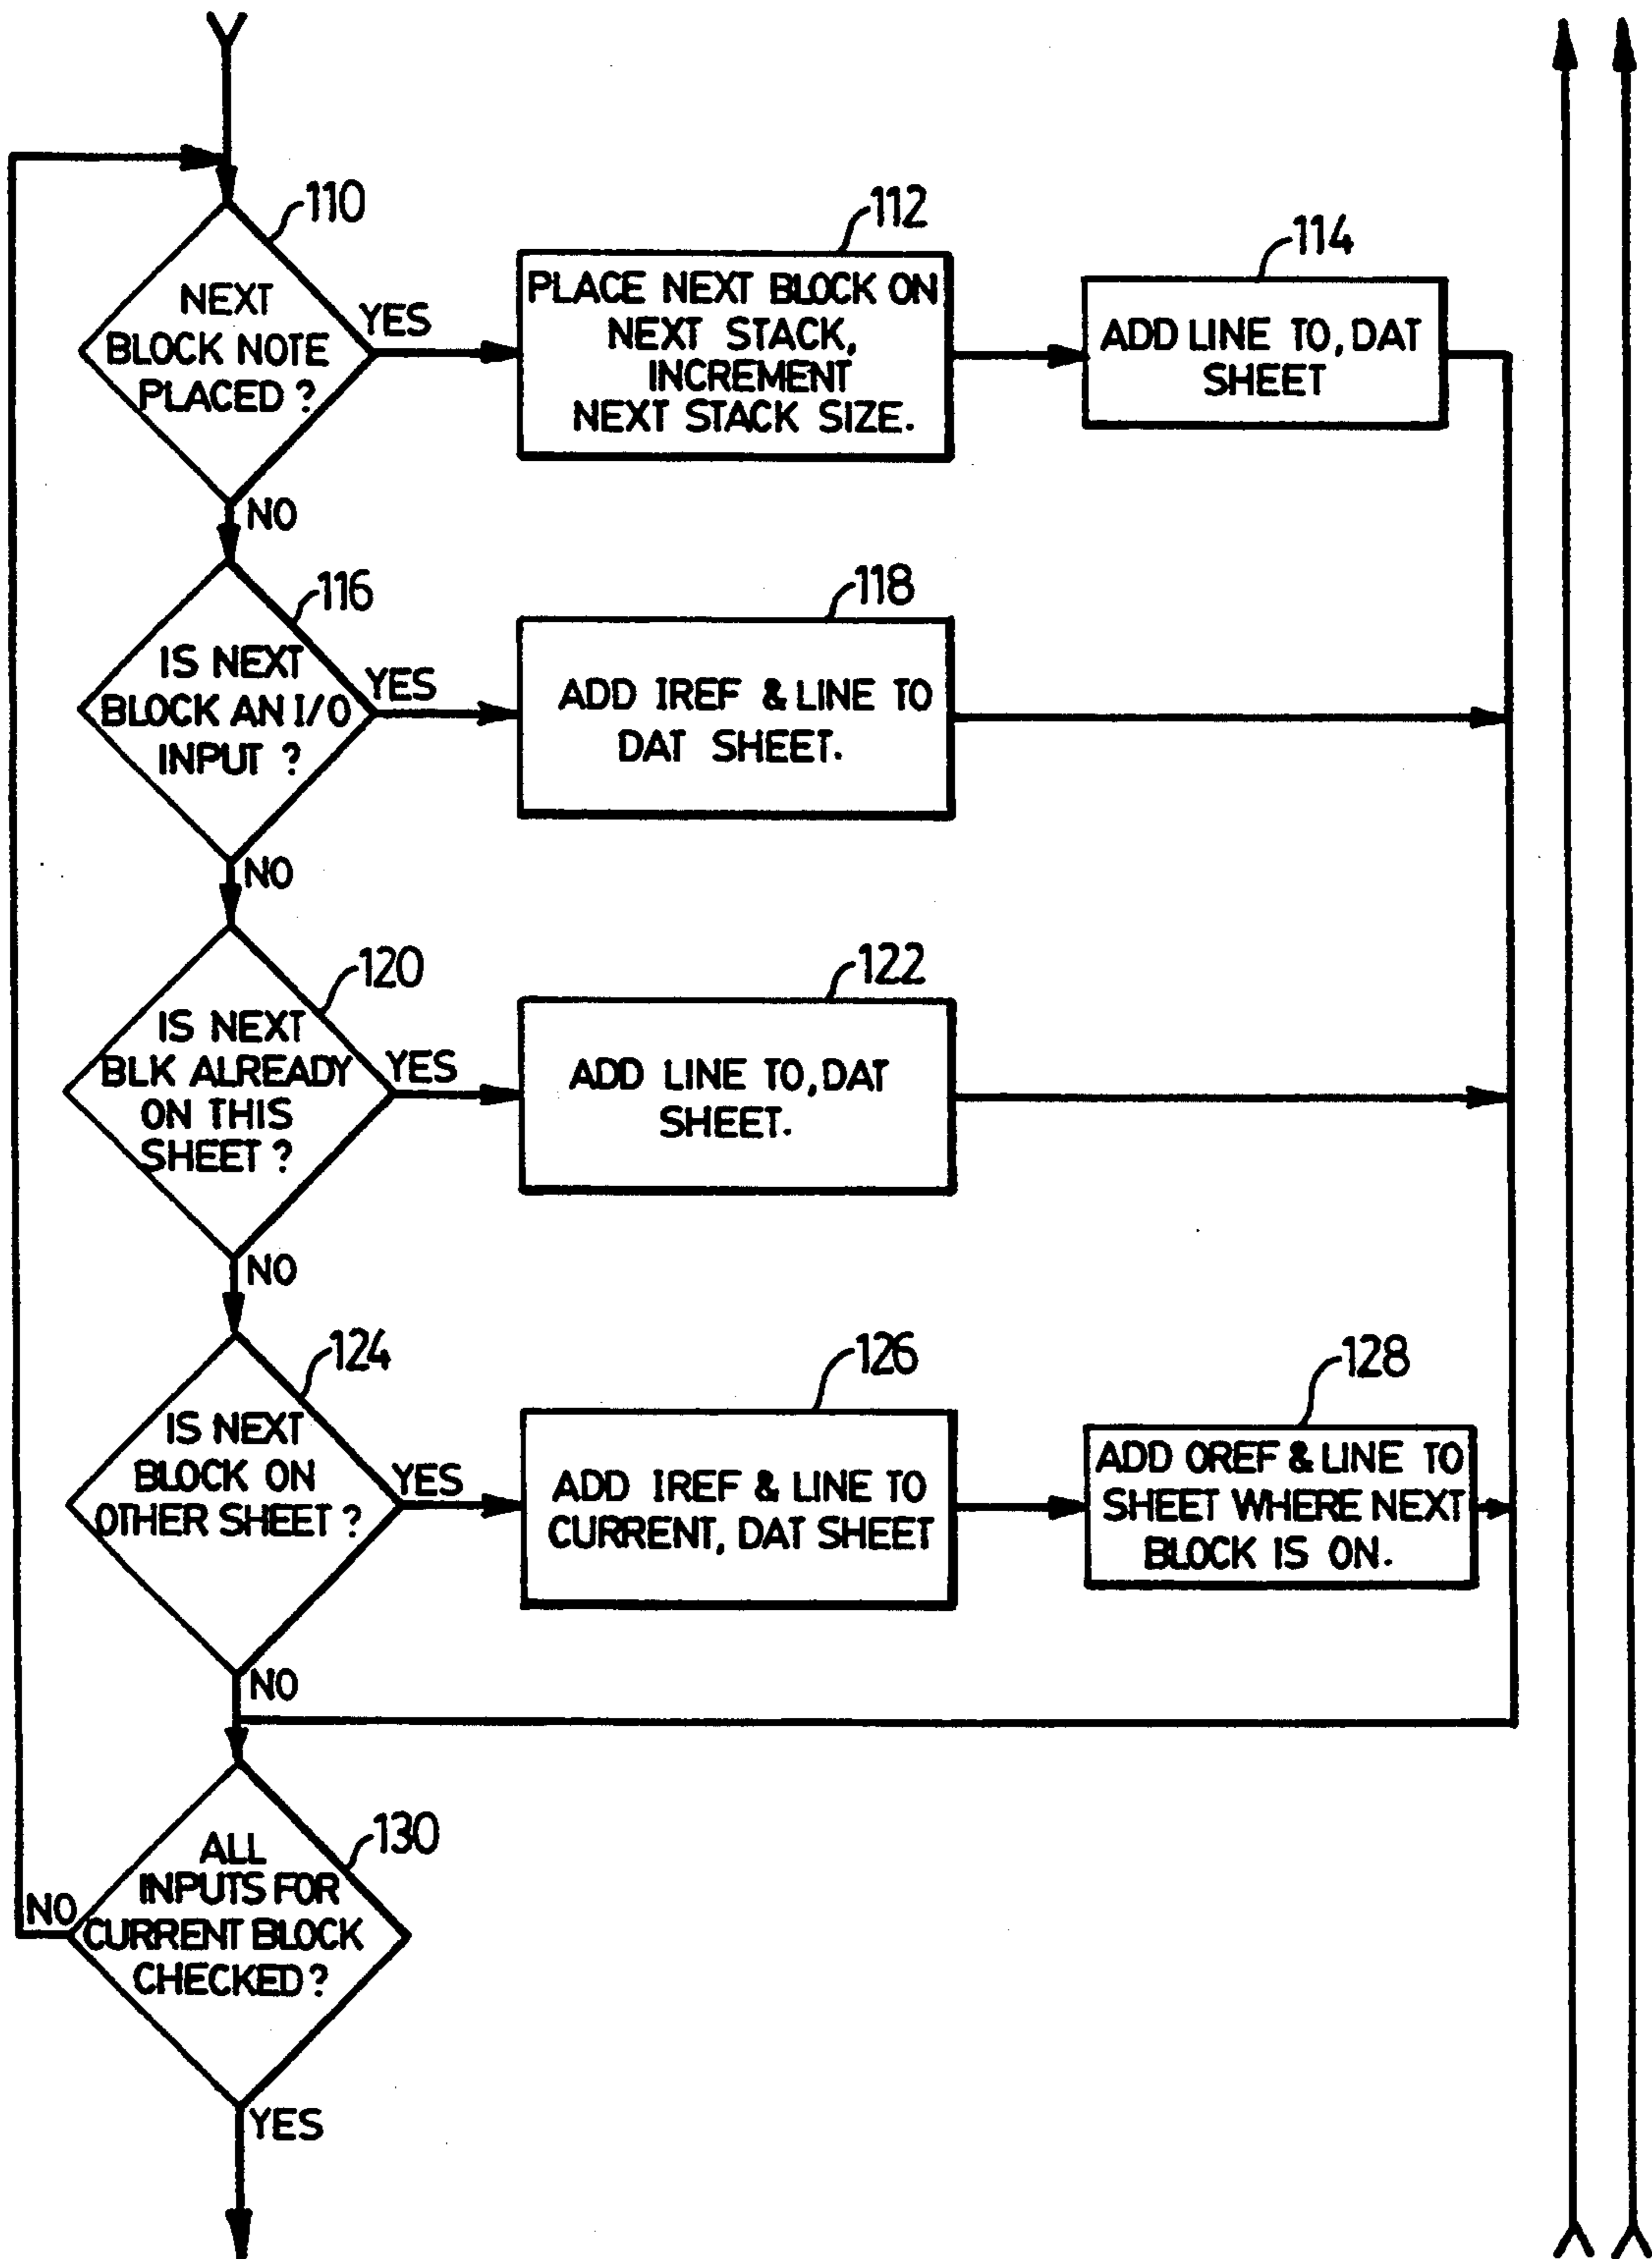 110
NEXT
BLOCK NOTE
PLACED ?
YES
112
PLACE NEXT BLOCK ON
NEXT STACK,
INCREMENT
NEXT STACK SIZE.
114
ADD LINE TO, DAT
SHEET
NO
116
IS NEXT
BLOCK AN I/O
INPUT ?
YES
118
ADD IREF & LINE TO
DAT SHEET.
NO
120
IS NEXT
BLK ALREADY
ON THIS
SHEET ?
YES
122
ADD LINE TO, DAT
SHEET.
NO
124
IS NEXT
BLOCK ON
OTHER SHEET ?
YES
126
ADD IREF & LINE TO
CURRENT, DAT SHEET
128
ADD OREF & LINE TO
SHEET WHERE NEXT
BLOCK IS ON.
NO
130
ALL
INPUTS FOR
CURRENT BLOCK
CHECKED ?
NO
YES